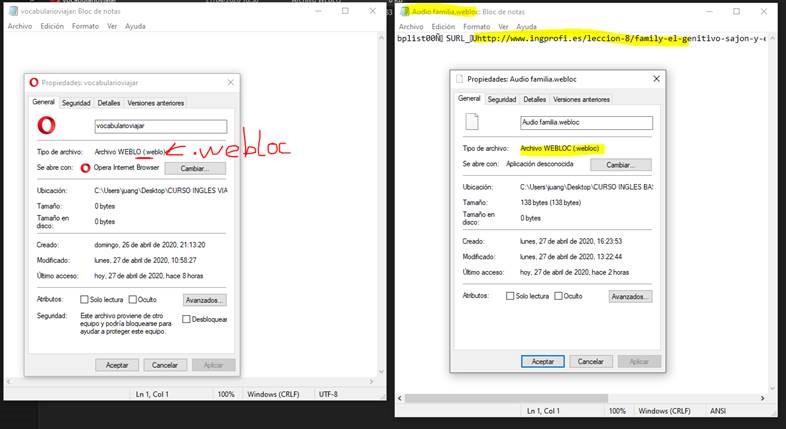 vocabularioviajar: Bloc de notas
Archivo Edición Formato Ver Ayuda
Propiedades: vocabularioviajar
General Seguridad Detalles Versiones anteriores
vocabularioviajar
Tipo de archivo: Archivo WEBLO (.weblo) ← .webloc
Se abre con: Opera Internet Browser Cambiar...
Ubicación: C:\Users\juang\Desktop\CURSO INGLES VIA
Tamaño: 0 bytes
Tamaño en disco: 0 bytes
Creado: domingo, 26 de abril de 2020, 21:13:20
Modificado: lunes, 27 de abril de 2020, 10:58:27
Último acceso: hoy, 27 de abril de 2020, hace 8 horas
Atributos: Solo lectura Oculto Avanzados...
Seguridad: Este archivo proviene de otro
equipo y podría bloquearse para
ayudar a proteger este equipo.
Desbloquear
Aceptar Cancelar Aplicar
Ln 1, Col 1 100% Windows (CRLF) UTF-8
Audio familia.webloc: Bloc de notas
Archivo Edición Formato Ver Ayuda
bplist00Ñ SURL_Uhttp://www.ingprofi.es/leccion-8/family-el-genitivo-sajon-y-e
Propiedades: Audio familia.webloc
General Seguridad Detalles Versiones anteriores
Audio familia.webloc
Tipo de archivo: Archivo WEBLOC (.webloc)
Se abre con: Aplicación desconocida Cambiar...
Ubicación: C:\Users\juang\Desktop\CURSO INGLES BAS
Tamaño: 138 bytes (138 bytes)
Tamaño en disco: 0 bytes
Creado: lunes, 27 de abril de 2020, 16:23:53
Modificado: lunes, 27 de abril de 2020, 13:22:44
Último acceso: hoy, 27 de abril de 2020, hace 2 horas
Atributos: Solo lectura Oculto Avanzados...
Aceptar Cancelar Aplicar
Ln 1, Col 1 100% Windows (CRLF) ANSI